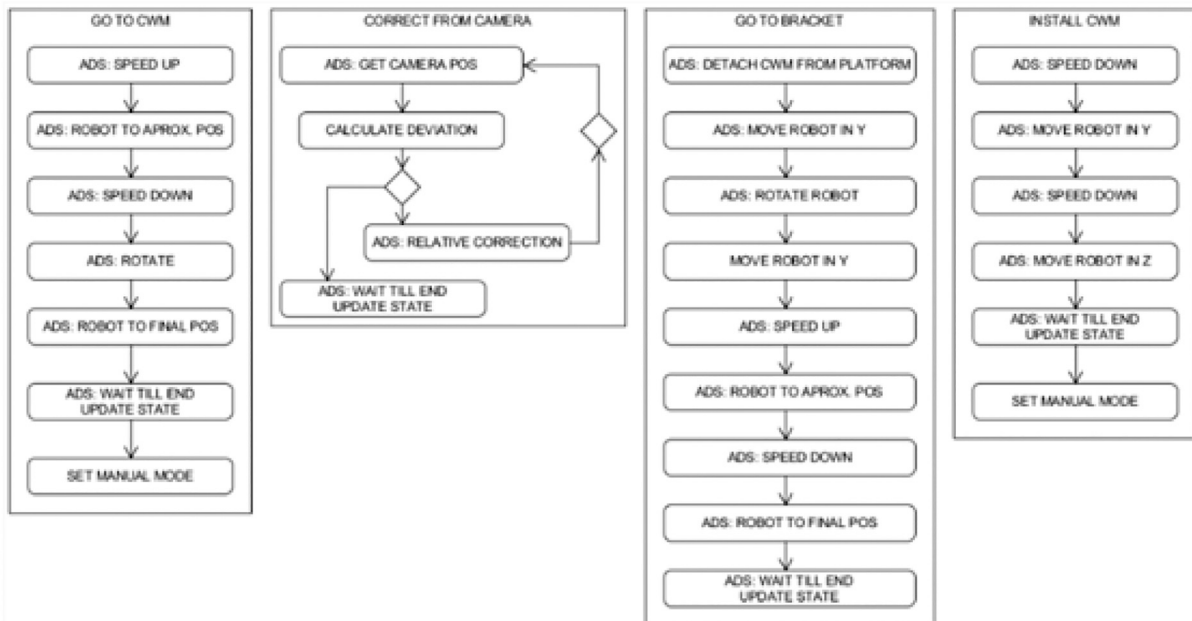 GO TO CWM
ADS: SPEED UP
ADS: ROBOT TO APROX. POS
ADS: SPEED DOWN
ADS: ROTATE
ADS: ROBOT TO FINAL POS
ADS: WAIT TILL END
UPDATE STATE
SET MANUAL MODE
CORRECT FROM CAMERA
ADS: GET CAMERA POS
CALCULATE DEVIATION
ADS: RELATIVE CORRECTION
ADS: WAIT TILL END
UPDATE STATE
GO TO BRACKET
ADS: DETACH CWM FROM PLATFORM
ADS: MOVE ROBOT IN Y
ADS: ROTATE ROBOT
MOVE ROBOT IN Y
ADS: SPEED UP
ADS: ROBOT TO APROX. POS
ADS: SPEED DOWN
ADS: ROBOT TO FINAL POS
ADS: WAIT TILL END
UPDATE STATE
INSTALL CWM
ADS: SPEED DOWN
ADS: MOVE ROBOT IN Y
ADS: SPEED DOWN
ADS: MOVE ROBOT IN Z
ADS: WAIT TILL END
UPDATE STATE
SET MANUAL MODE